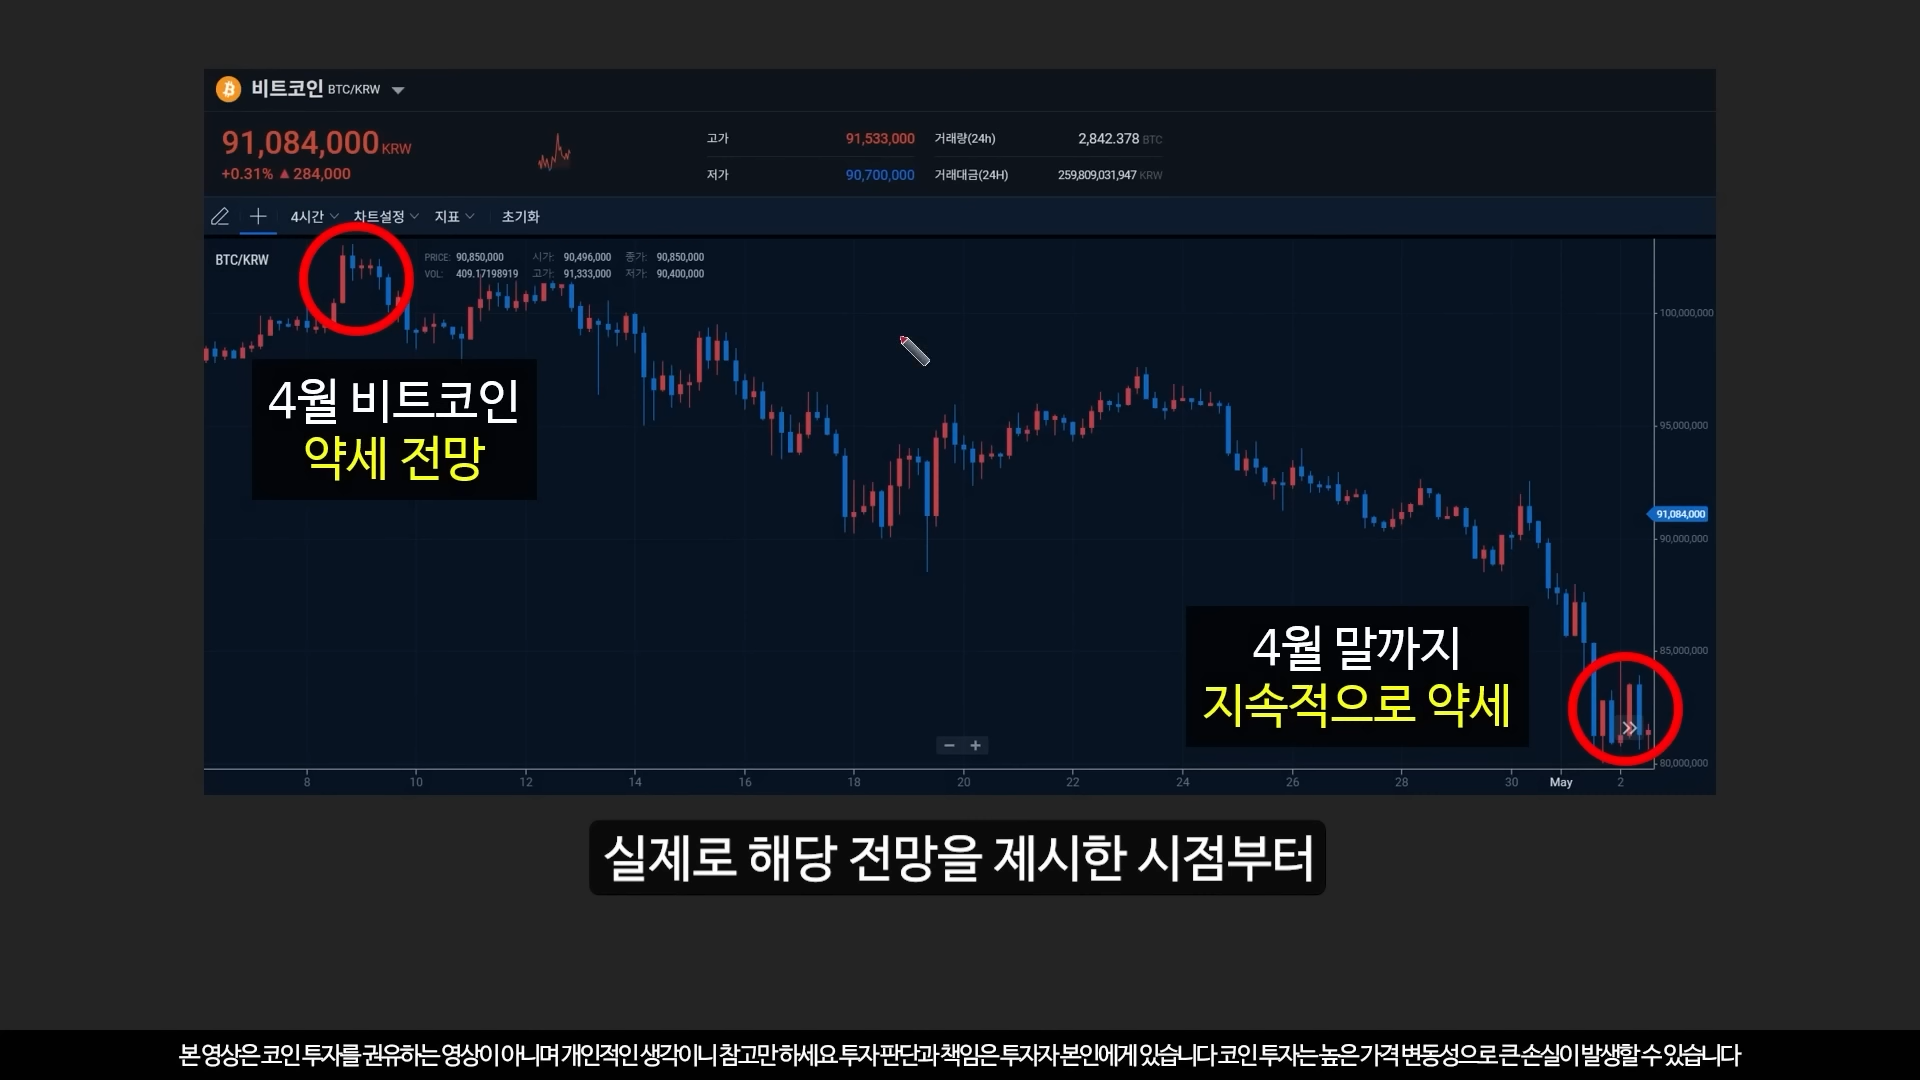 비트코인 BTC/KRW
91,084,000 KRW
+0.31% ▲ 284,000
고가 91,533,000 거래량(24h) 2,842.378 BTC
저가 90,700,000 거래대금(24H) 259,809,031,947 KRW
4시간 차트설정 지표 초기화
BTC/KRW
PRICE: 90,850,000 시가: 90,496,000 종가: 90,850,000
VOL: 409.17198919 고가: 91,333,000 저가: 90,400,000
100,000,000
4월 비트코인
약세 전망
95,000,000
91,084,000
90,000,000
4월 말까지
지속적으로 약세
85,000,000
80,000,000
8 10 12 14 16 18 20 22 24 26 28 30 May 2
실제로 해당 전망을 제시한 시점부터
본 영상은 코인 투자를 권유하는 영상이 아니며 개인적인 생각이니 참고만 하세요 투자 판단과 책임은 투자자 본인에게 있습니다 코인 투자는 높은 가격 변동성으로 큰 손실이 발생할 수 있습니다